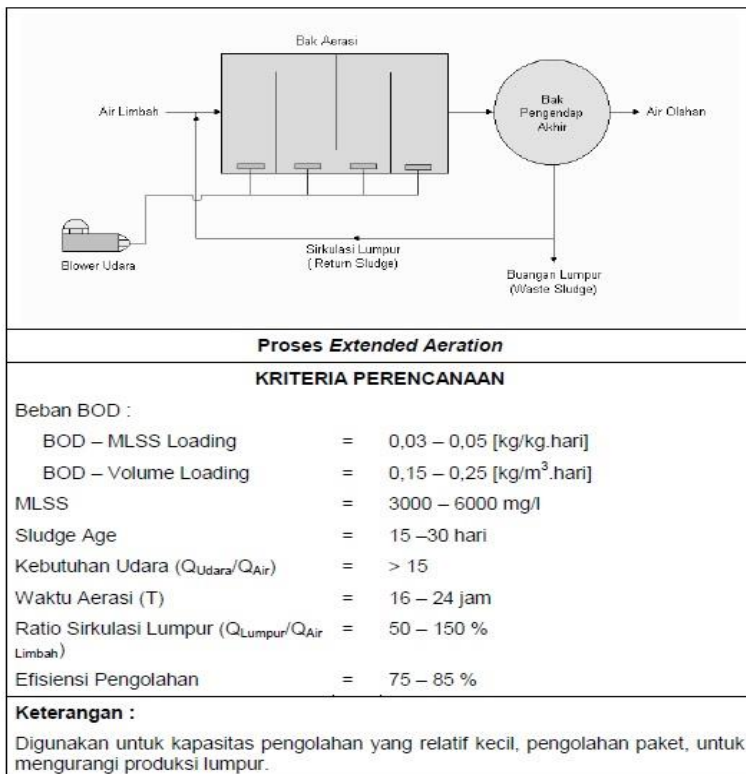 Bak Aerasi
Air Limbah
Bak
Pengendap
Akhir
Air Olahan
Blower Udara
Sirkulasi Lumpur
( Return Sludge)
Buangan Lumpur
(Waste Sludge)
Proses Extended Aeration
KRITERIA PERENCANAAN
Beban BOD :
BOD – MLSS Loading = 0,03 – 0,05 [kg/kg.hari]
BOD – Volume Loading = 0,15 – 0,25 [kg/m³.hari]
MLSS = 3000 – 6000 mg/l
Sludge Age = 15 –30 hari
Kebutuhan Udara (QUdara/QAir) = > 15
Waktu Aerasi (T) = 16 – 24 jam
Ratio Sirkulasi Lumpur (QLumpur/QAir = 50 – 150 %
Limbah)
Efisiensi Pengolahan = 75 – 85 %
Keterangan :
Digunakan untuk kapasitas pengolahan yang relatif kecil, pengolahan paket, untuk
mengurangi produksi lumpur.